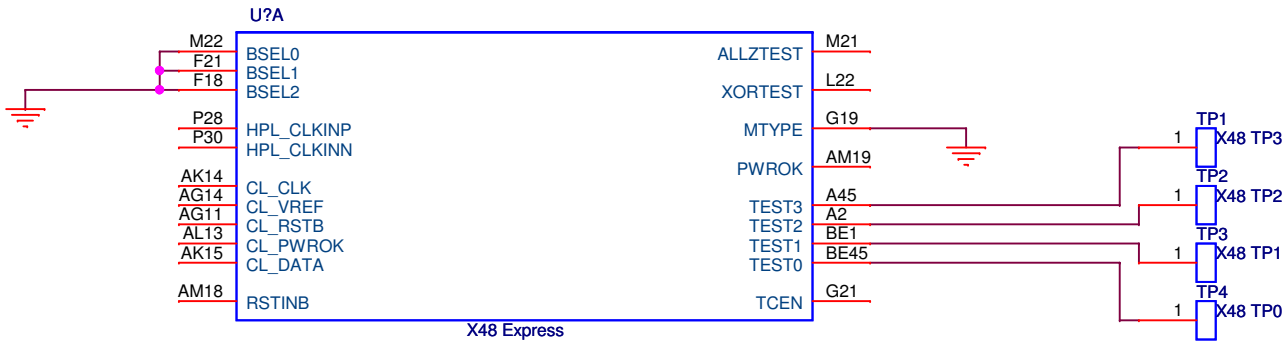 U?A
M22 BSEL0
F21 BSEL1
F18 BSEL2
P28 HPL_CLKINP
P30 HPL_CLKINN
AK14 CL_CLK
AG14 CL_VREF
AG11 CL_RSTB
AL13 CL_PWROK
AK15 CL_DATA
AM18 RSTINB
ALLZTEST M21
XORTEST L22
MTYPE G19
PWROK AM19
TEST3 A45
TEST2 A2
TEST1 BE1
TEST0 BE45
TCEN G21
X48 Express
TP1
1 X48 TP3
TP2
1 X48 TP2
TP3
1 X48 TP1
TP4
1 X48 TP0